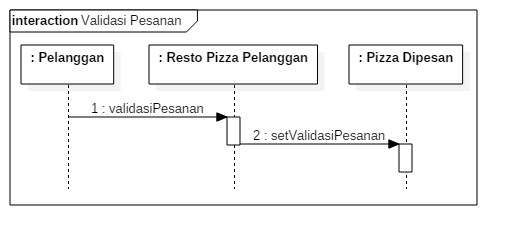 interaction Validasi Pesanan
: Pelanggan
: Resto Pizza Pelanggan
: Pizza Dipesan
1 : validasiPesanan
2 : setValidasiPesanan